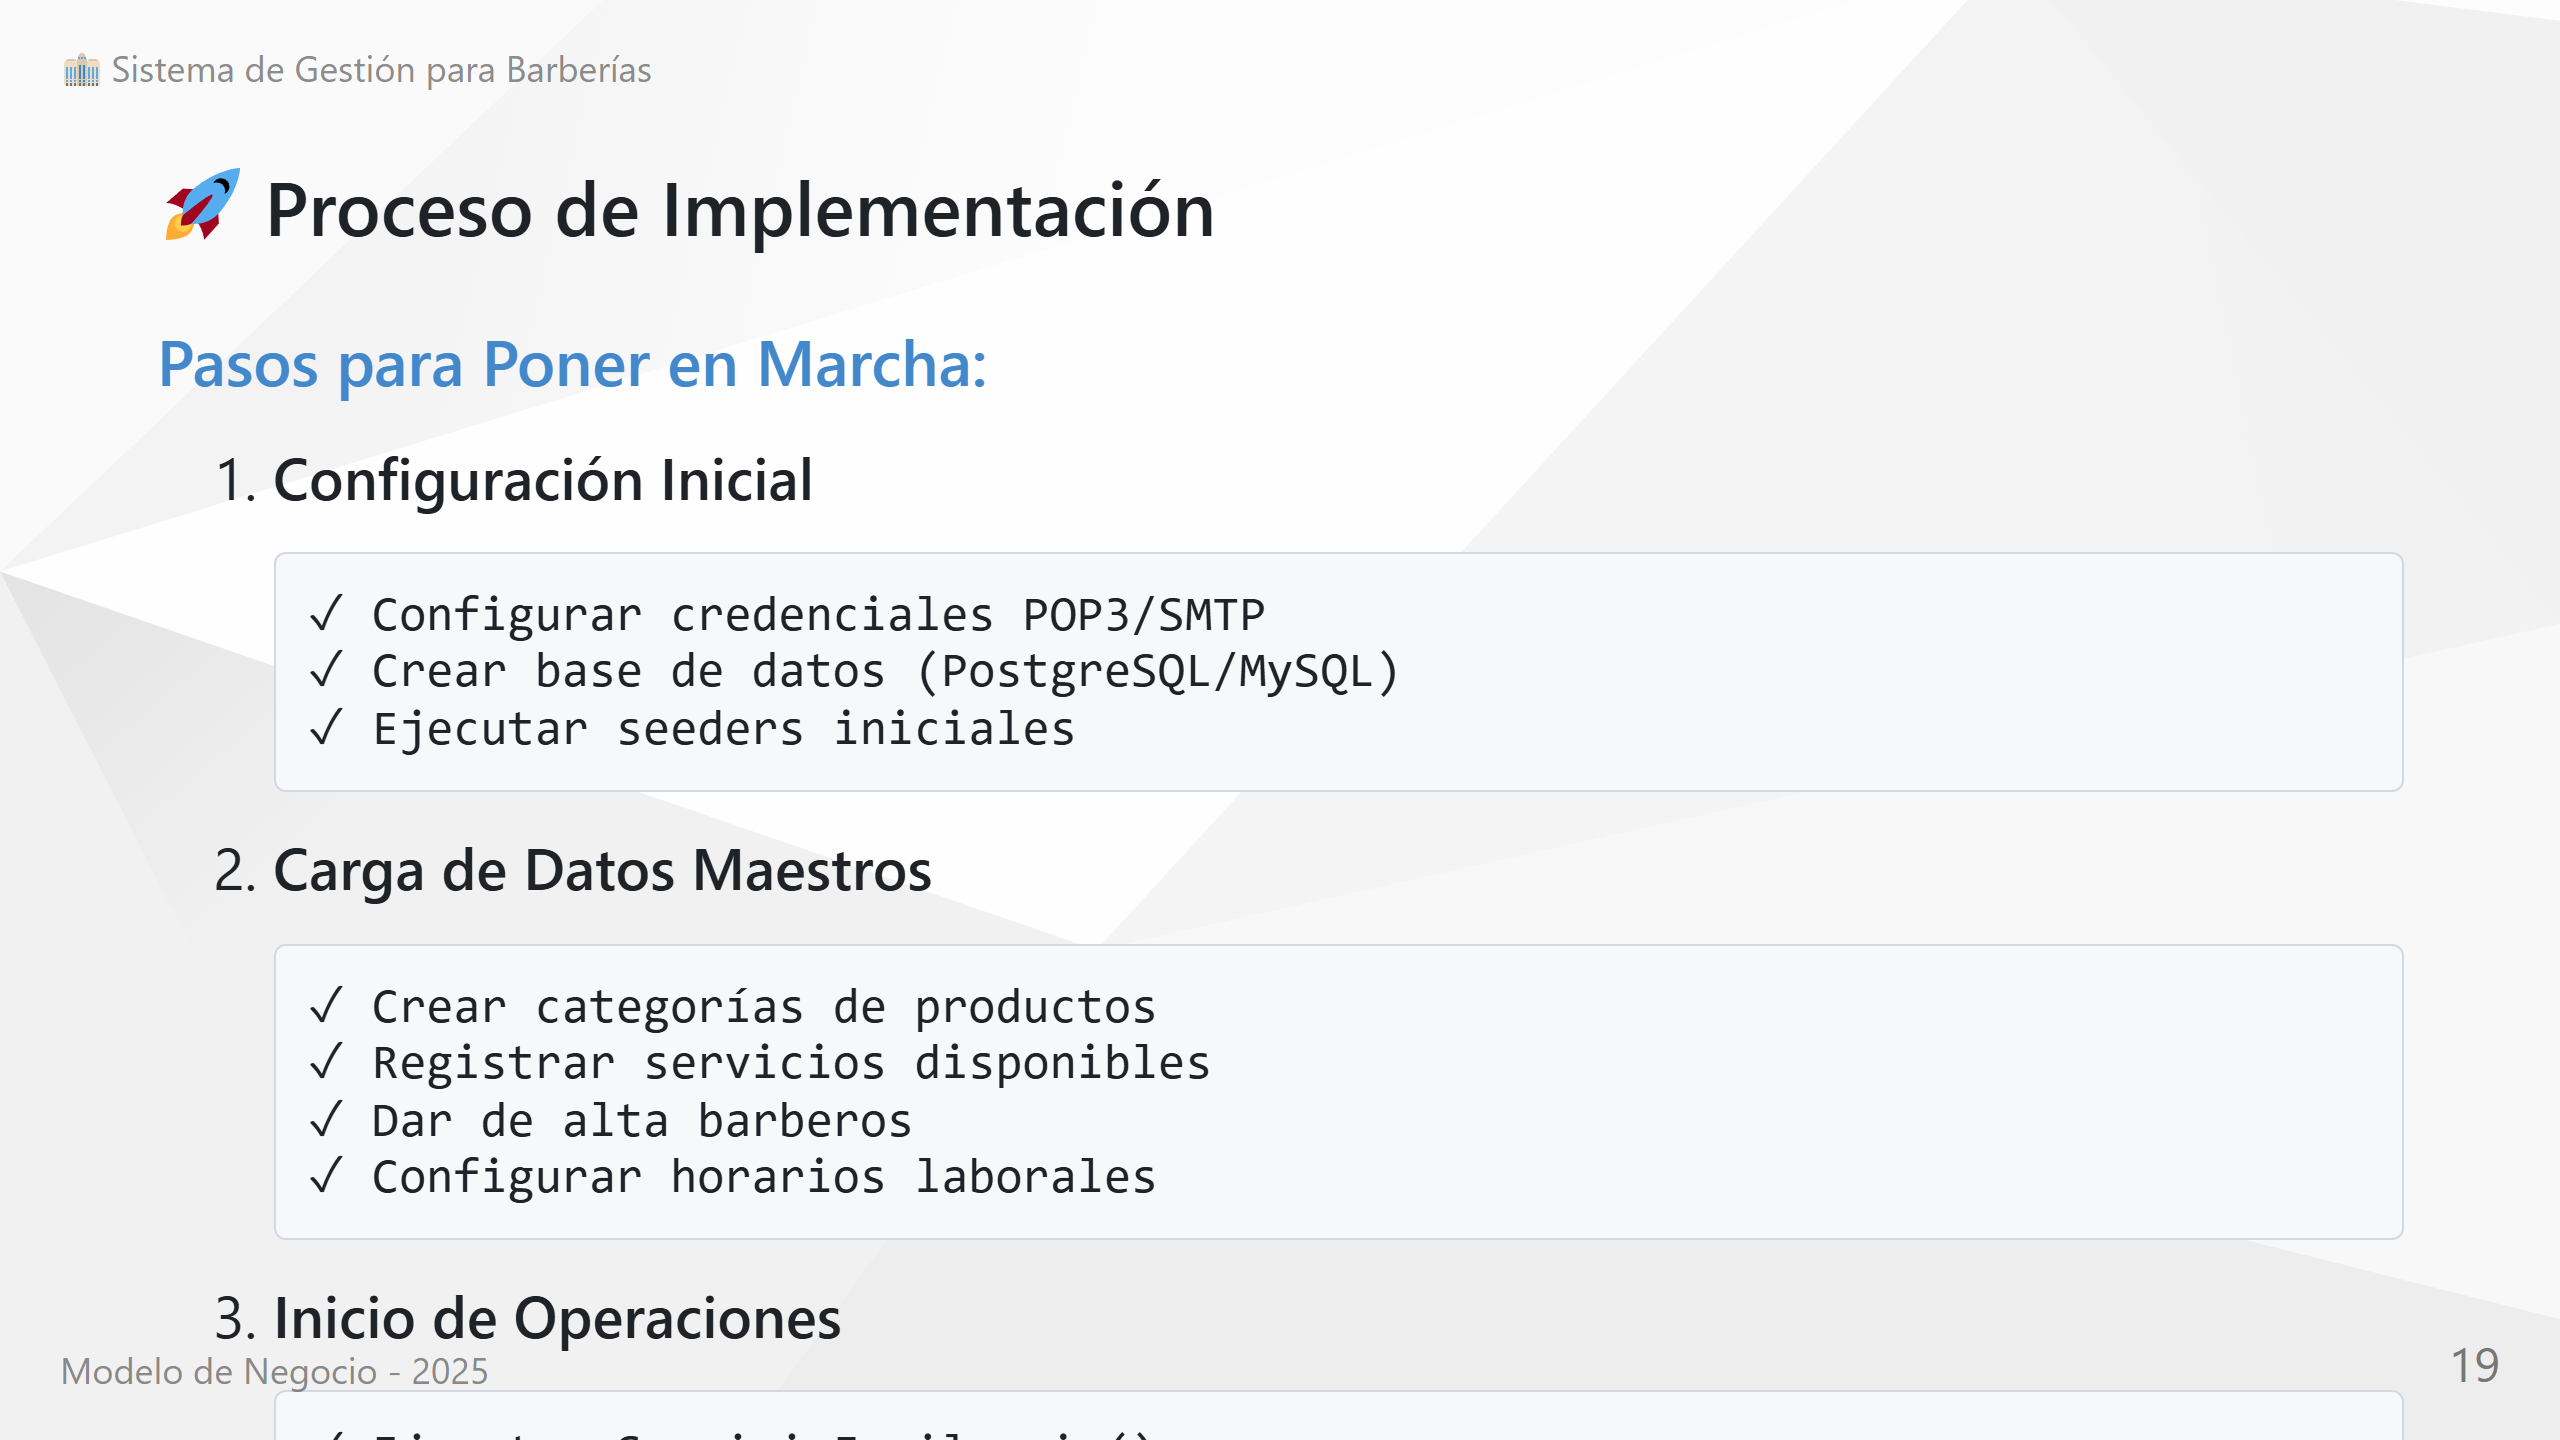 Sistema de Gestión para Barberías
Proceso de Implementación
Pasos para Poner en Marcha:
1. Configuración Inicial
✓ Configurar credenciales POP3/SMTP
✓ Crear base de datos (PostgreSQL/MySQL)
✓ Ejecutar seeders iniciales
2. Carga de Datos Maestros
✓ Crear categorías de productos
✓ Registrar servicios disponibles
✓ Dar de alta barberos
✓ Configurar horarios laborales
3. Inicio de Operaciones
Modelo de Negocio - 2025
19